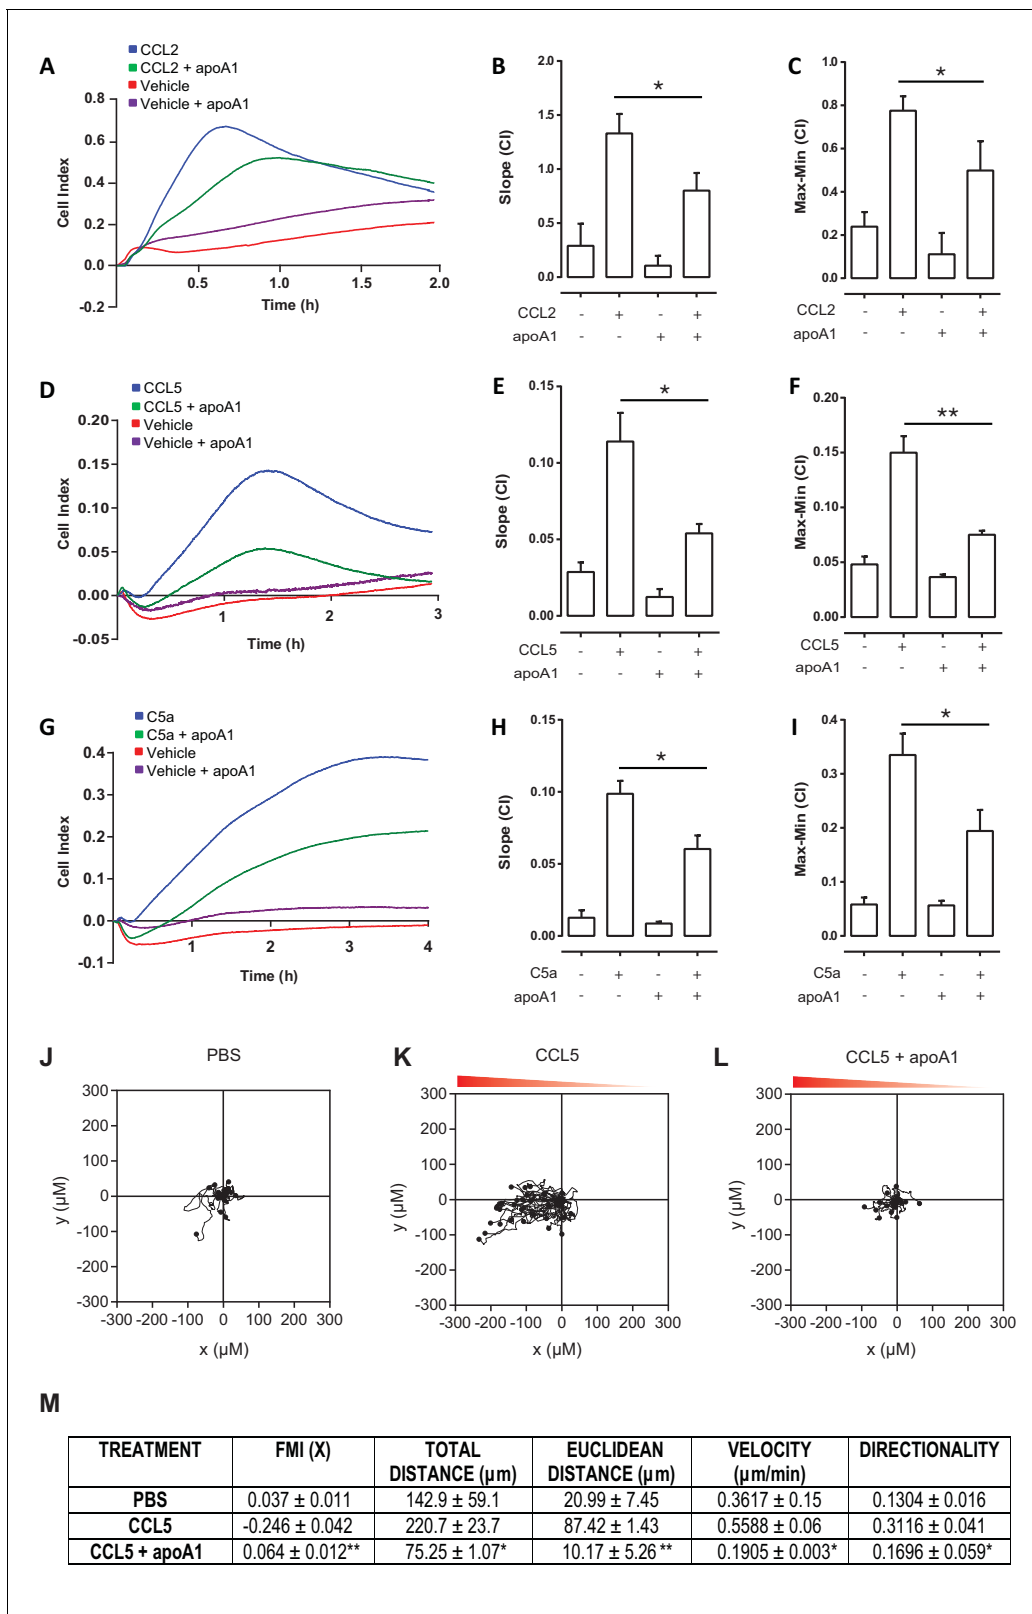 A
CCL2
CCL2 + apoA1
Vehicle
Vehicle + apoA1
0.8
0.6
0.4
0.2
0.0
-0.2
Cell Index
0.5 1.0 1.5 2.0
Time (h)
B
2.0
1.5
1.0
0.5
0.0
Slope (CI)
*
CCL2 - + - +
apoA1 - - + +
C
1.0
0.8
0.6
0.4
0.2
0.0
Max-Min (CI)
*
CCL2 - + - +
apoA1 - - + +
D
CCL5
CCL5 + apoA1
Vehicle
Vehicle + apoA1
0.20
0.15
0.10
0.05
0.00
-0.05
Cell Index
1 2 3
Time (h)
E
0.15
0.10
0.05
0.00
Slope (CI)
*
CCL5 - + - +
apoA1 - - + +
F
0.20
0.15
0.10
0.05
0.00
Max-Min (CI)
**
CCL5 - + - +
apoA1 - - + +
G
C5a
C5a + apoA1
Vehicle
Vehicle + apoA1
0.4
0.3
0.2
0.1
0.0
-0.1
Cell Index
1 2 3 4
Time (h)
H
0.15
0.10
0.05
0.00
Slope (CI)
*
C5a - + - +
apoA1 - - + +
I
0.4
0.3
0.2
0.1
0.0
Max-Min (CI)
*
C5a - + - +
apoA1 - - + +
J
PBS
300
200
100
0
-100
-200
-300
y (µM)
-300 -200 -100 0 100 200 300
x (µM)
K
CCL5
300
200
100
0
-100
-200
-300
y (µM)
-300 -200 -100 0 100 200 300
x (µM)
L
CCL5 + apoA1
300
200
100
0
-100
-200
-300
y (µM)
-300 -200 -100 0 100 200 300
x (µM)
M
TREATMENT FMI (X) TOTAL DISTANCE (µm) EUCLIDEAN DISTANCE (µm) VELOCITY (µm/min) DIRECTIONALITY
PBS 0.037 ± 0.011 142.9 ± 59.1 20.99 ± 7.45 0.3617 ± 0.15 0.1304 ± 0.016
CCL5 -0.246 ± 0.042 220.7 ± 23.7 87.42 ± 1.43 0.5588 ± 0.06 0.3116 ± 0.041
CCL5 + apoA1 0.064 ± 0.012** 75.25 ± 1.07* 10.17 ± 5.26 ** 0.1905 ± 0.003* 0.1696 ± 0.059*